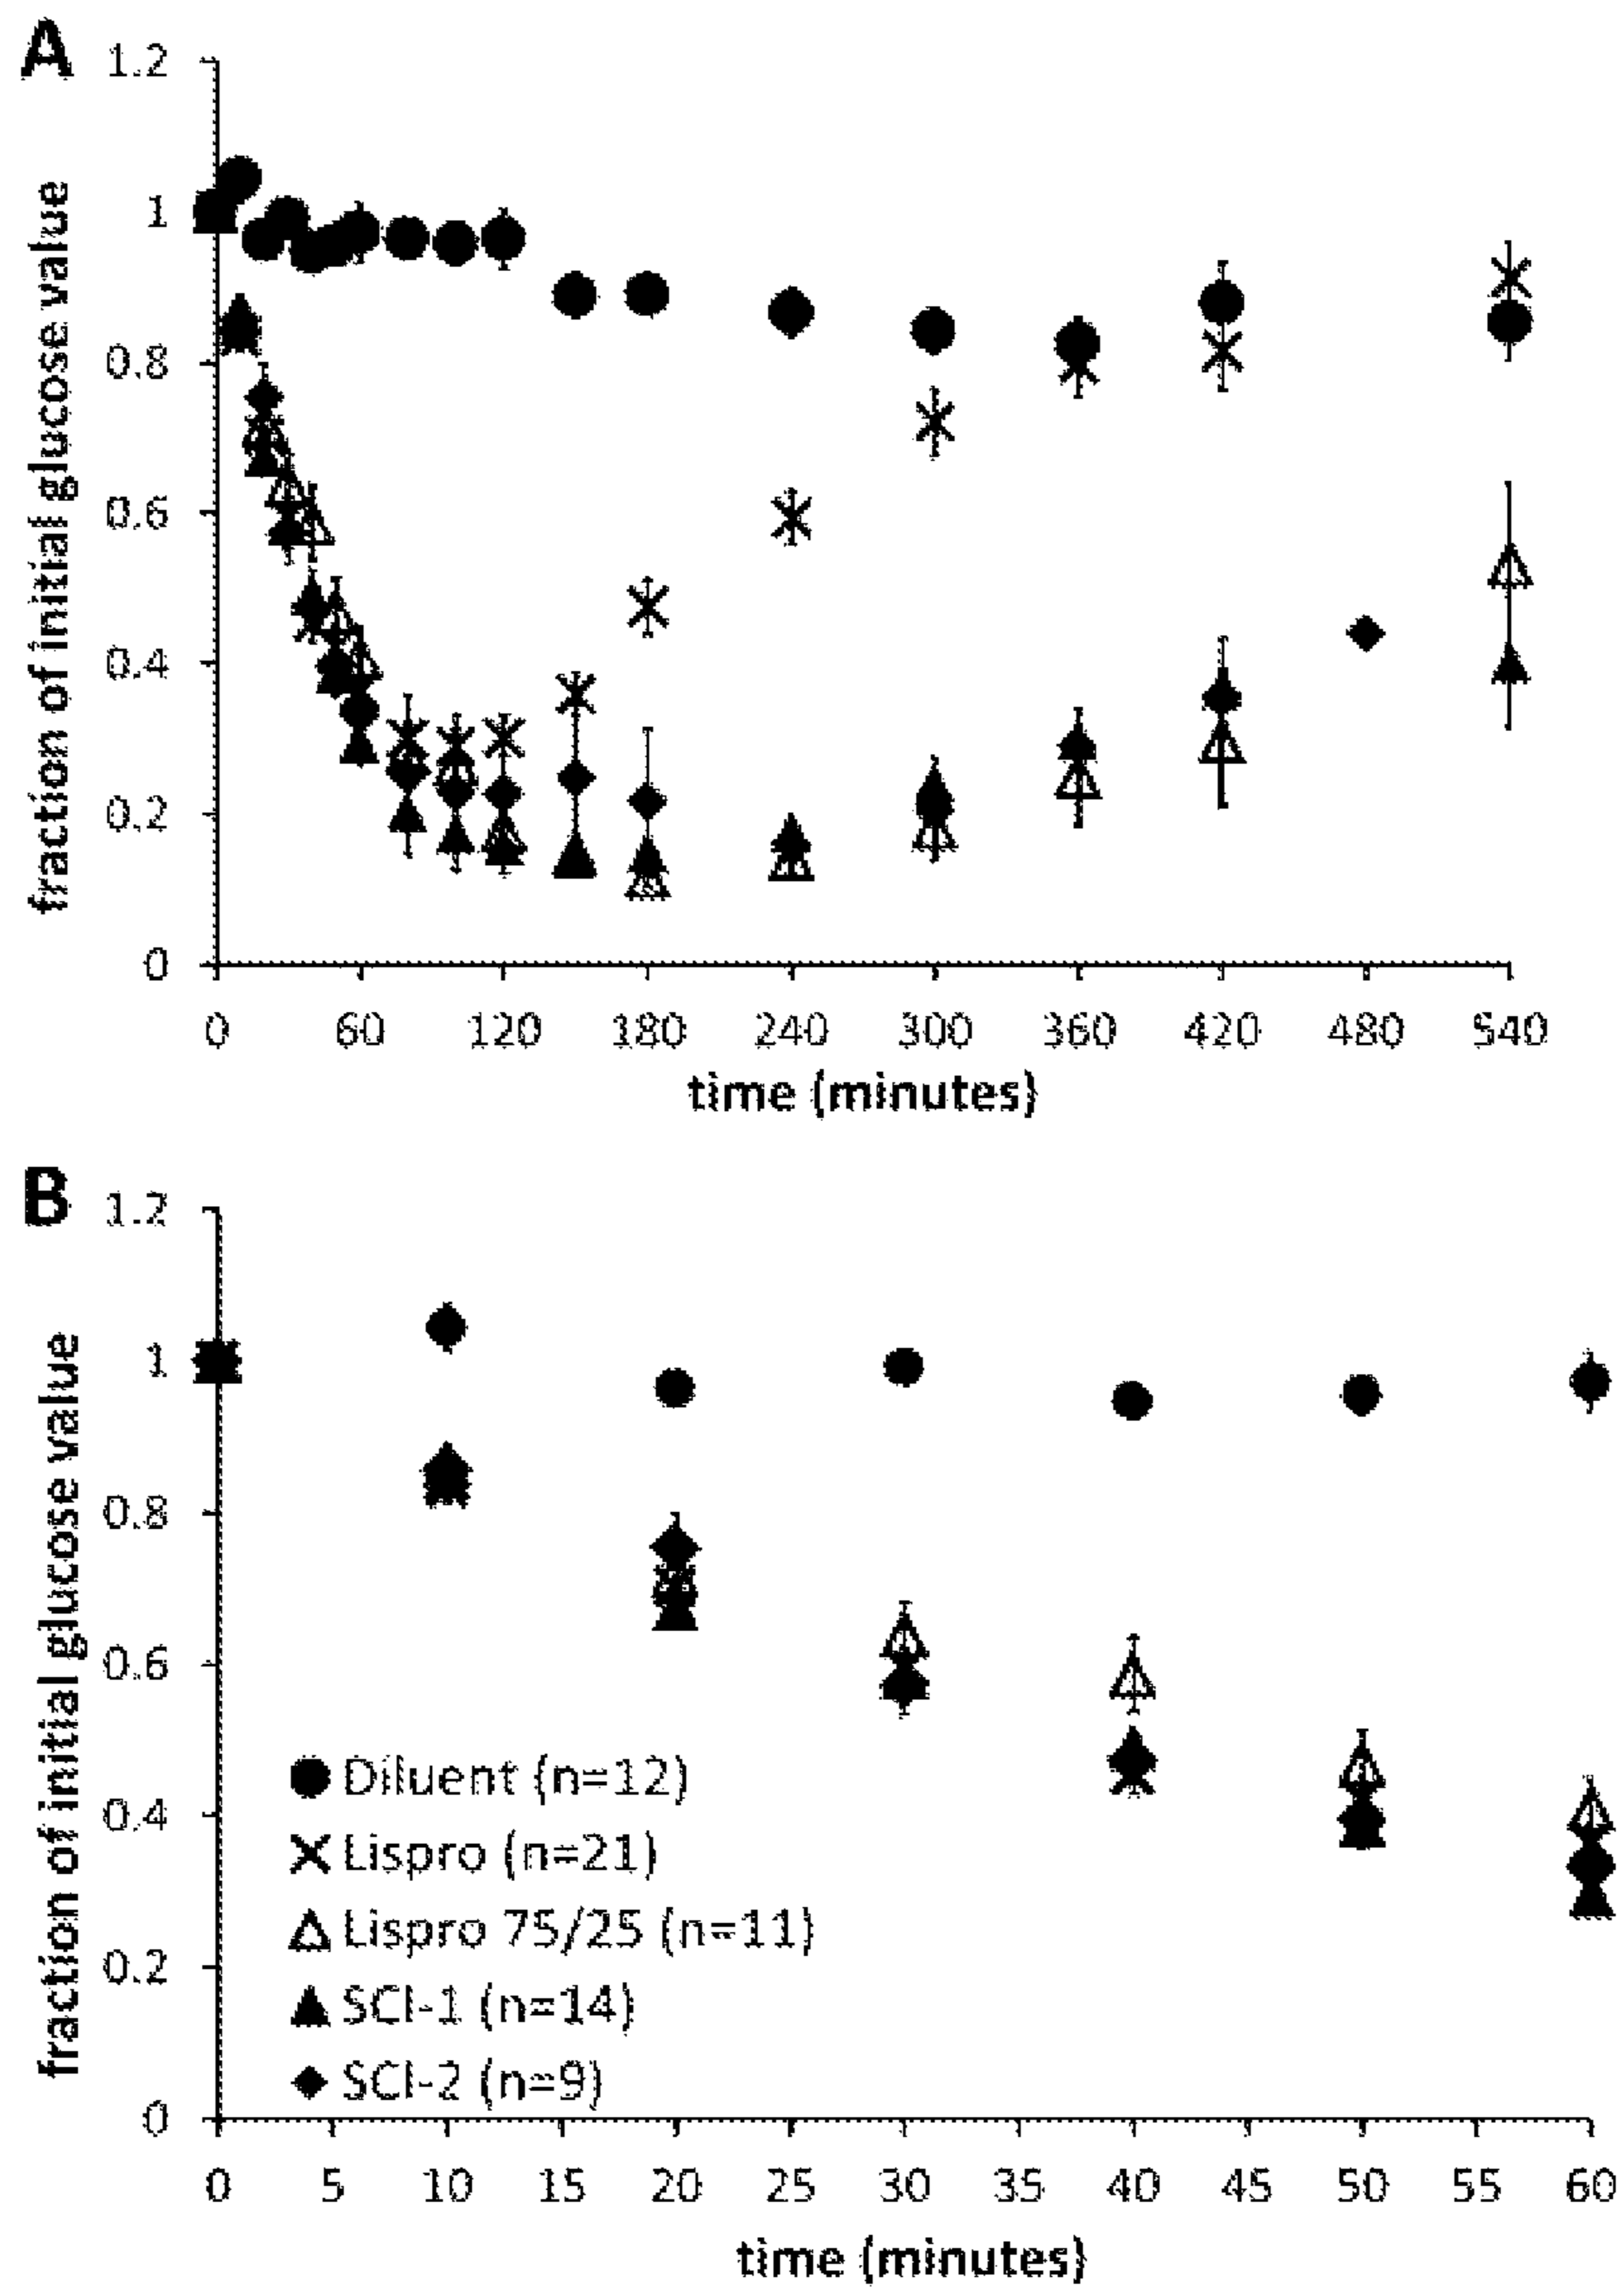 A
1.2
1
0.8
0.6
0.4
0.2
0
fraction of initial glucose value
0 60 120 180 240 300 360 420 480 540
time (minutes)
B
1.2
1
0.8
0.6
0.4
0.2
0
fraction of initial glucose value
Diluent (n=12)
Lispro (n=21)
Lispro 75/25 (n=11)
SCI-1 (n=14)
SCI-2 (n=9)
0 5 10 15 20 25 30 35 40 45 50 55 60
time (minutes)